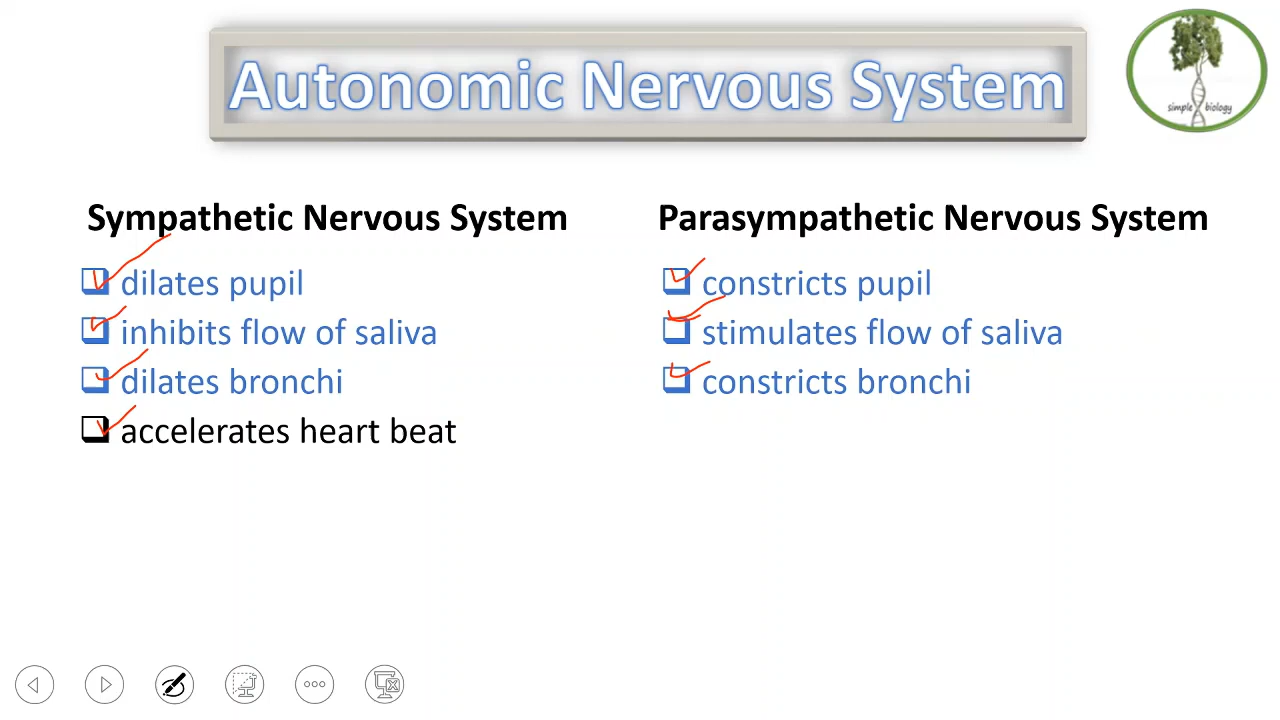 Autonomic Nervous System
simple biology
Sympathetic Nervous System
dilates pupil
inhibits flow of saliva
dilates bronchi
accelerates heart beat
Parasympathetic Nervous System
constricts pupil
stimulates flow of saliva
constricts bronchi